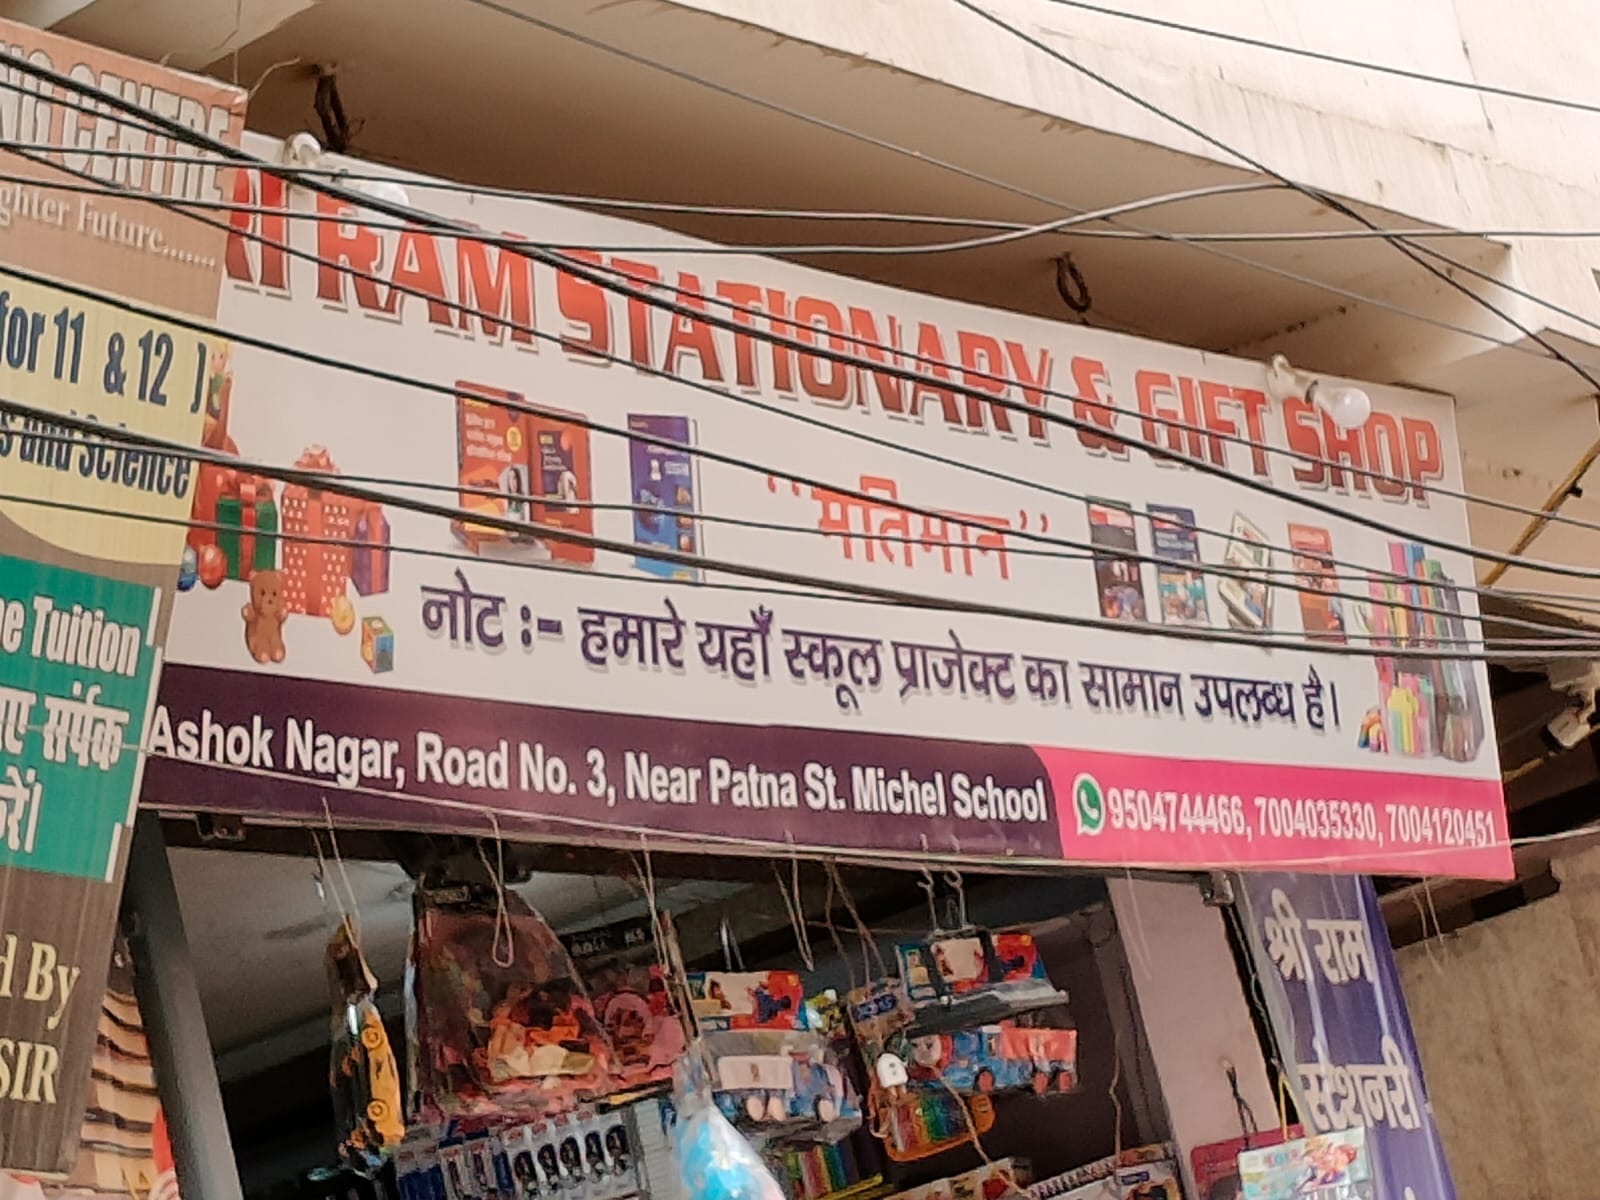 NG CENTRE
ghter Future.......
for 11 & 12 )
and Science
e Tuition
संर्पक
करें।
d By
SIR
RAM STATIONARY & GIFT SHOP
“मतिमान”
नोट :- हमारे यहाँ स्कूल प्राजेक्ट का सामान उपलब्ध है।
Ashok Nagar, Road No. 3, Near Patna St. Michel School
9504744466, 7004035330, 7004120451
श्री राम
स्टेशनरी